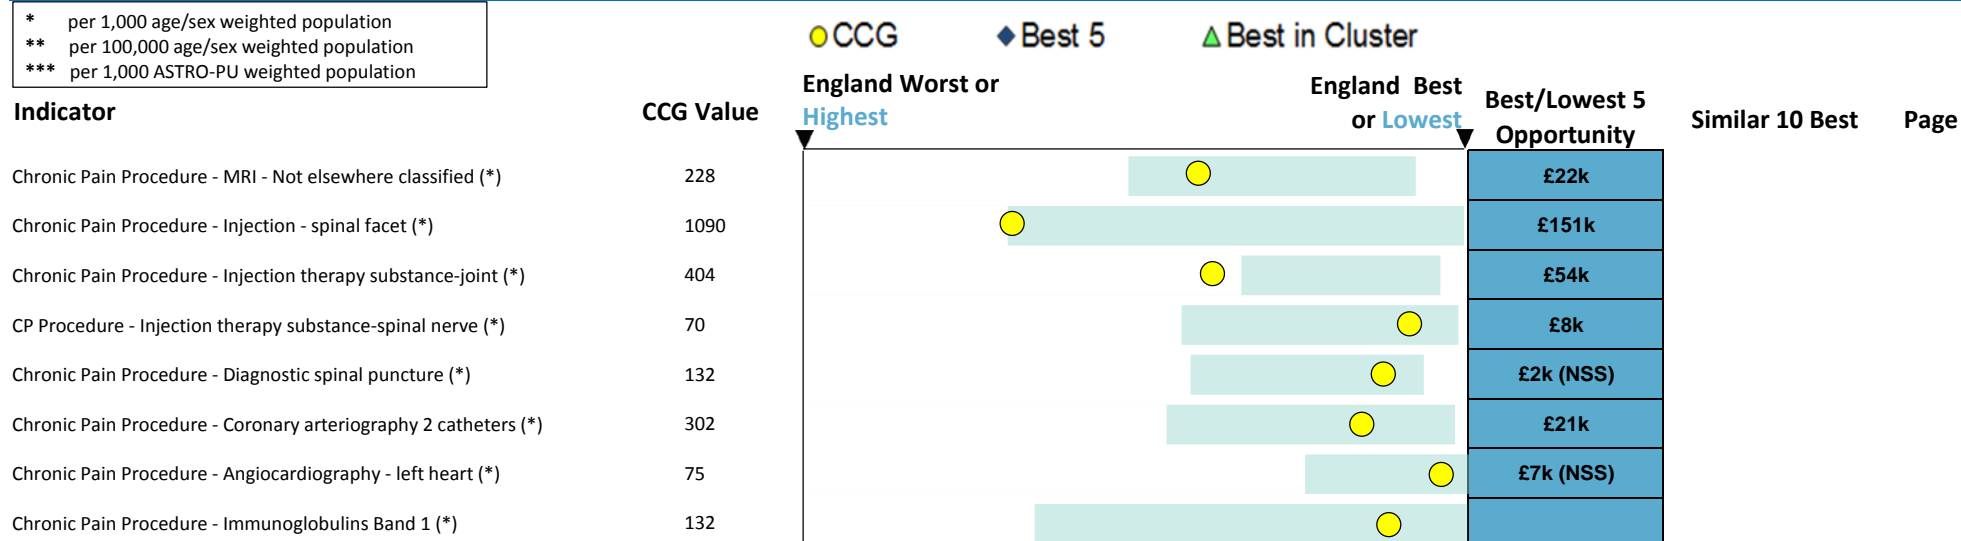 * per 1,000 age/sex weighted population
** per 100,000 age/sex weighted population
*** per 1,000 ASTRO-PU weighted population
CCG Best 5 Best in Cluster
Indicator CCG Value England Worst or Highest England Best or Lowest Best/Lowest 5 Opportunity Similar 10 Best Page
Chronic Pain Procedure - MRI - Not elsewhere classified (*) 228 £22k
Chronic Pain Procedure - Injection - spinal facet (*) 1090 £151k
Chronic Pain Procedure - Injection therapy substance-joint (*) 404 £54k
CP Procedure - Injection therapy substance-spinal nerve (*) 70 £8k
Chronic Pain Procedure - Diagnostic spinal puncture (*) 132 £2k (NSS)
Chronic Pain Procedure - Coronary arteriography 2 catheters (*) 302 £21k
Chronic Pain Procedure - Angiocardiography - left heart (*) 75 £7k (NSS)
Chronic Pain Procedure - Immunoglobulins Band 1 (*) 132